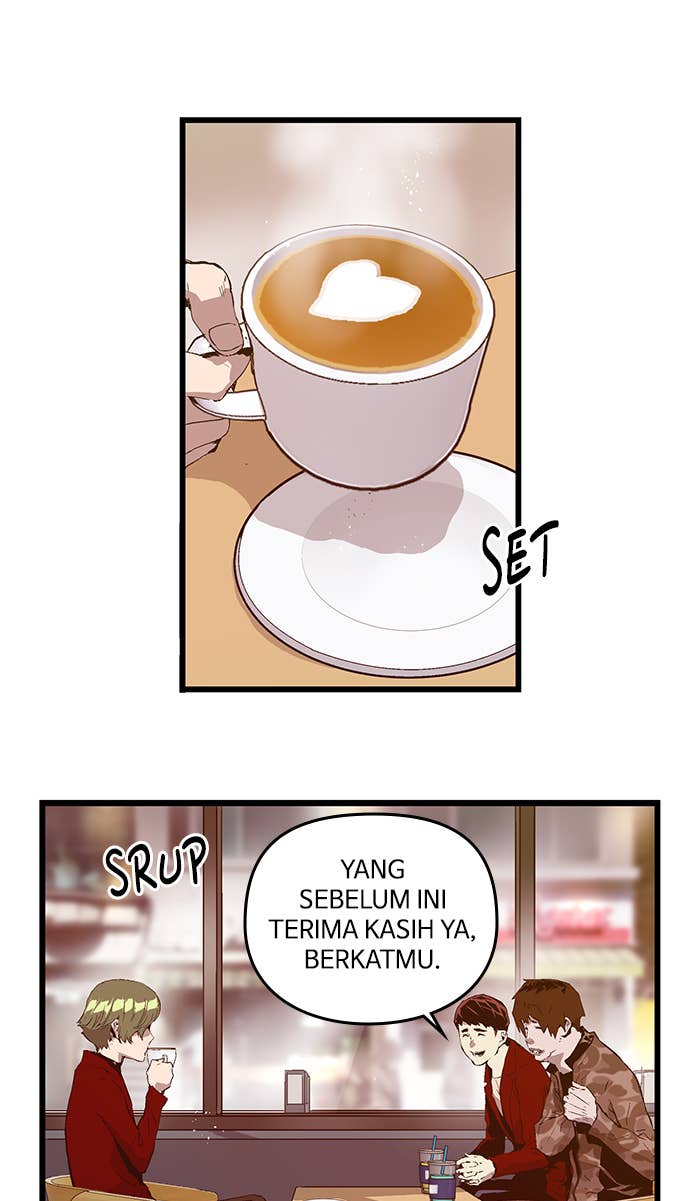 SET
SRUP
YANG
SEBELUM INI
TERIMA KASIH YA,
BERKATMU.